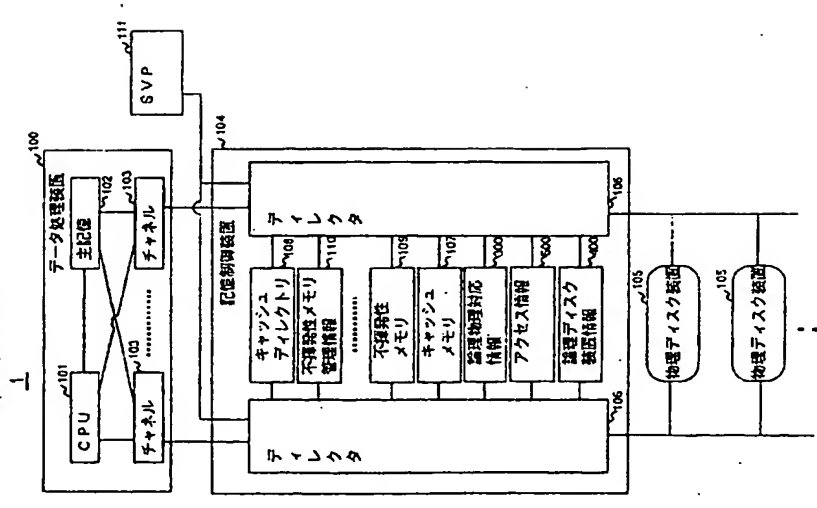 1
100
データ処理装置
101
CPU
主記憶
102
103
チャネル
チャネル
103
111
SVP
104
記憶制御装置
ディレクタ
106
キャッシュ
ディレクトリ
108
不揮発性メモリ
管理情報
110
不揮発性
メモリ
109
キャッシュ
メモリ
107
論理物理対応
情報
アクセス情報
論理ディスク
装置情報
400
ディレクタ
106
105
物理ディスク装置
105
物理ディスク装置